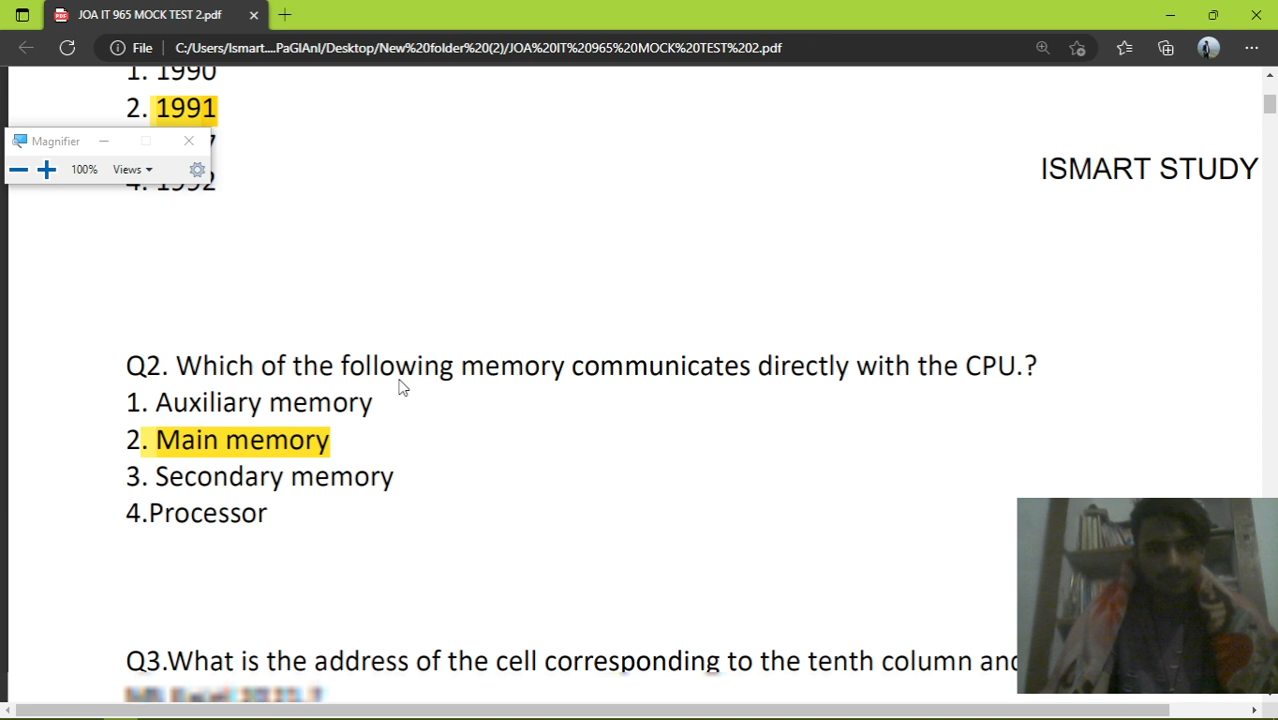 JOA IT 965 MOCK TEST 2.pdf
File
C:/Users/Ismart....PaGlAnI/Desktop/New%20folder%20(2)/JOA%20IT%20965%20MOCK%20TEST%202.pdf
1. 1990
2. 1991
Magnifier
100% Views
4. 1992
ISMART STUDY
Q2. Which of the following memory communicates directly with the CPU.?
1. Auxiliary memory
2. Main memory
3. Secondary memory
4.Processor
Q3.What is the address of the cell corresponding to the tenth column and